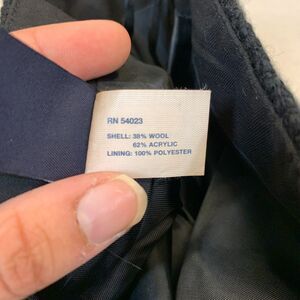 RN 54023
SHELL: 38% WOOL
62% ACRYLIC
LINING: 100% POLYESTER